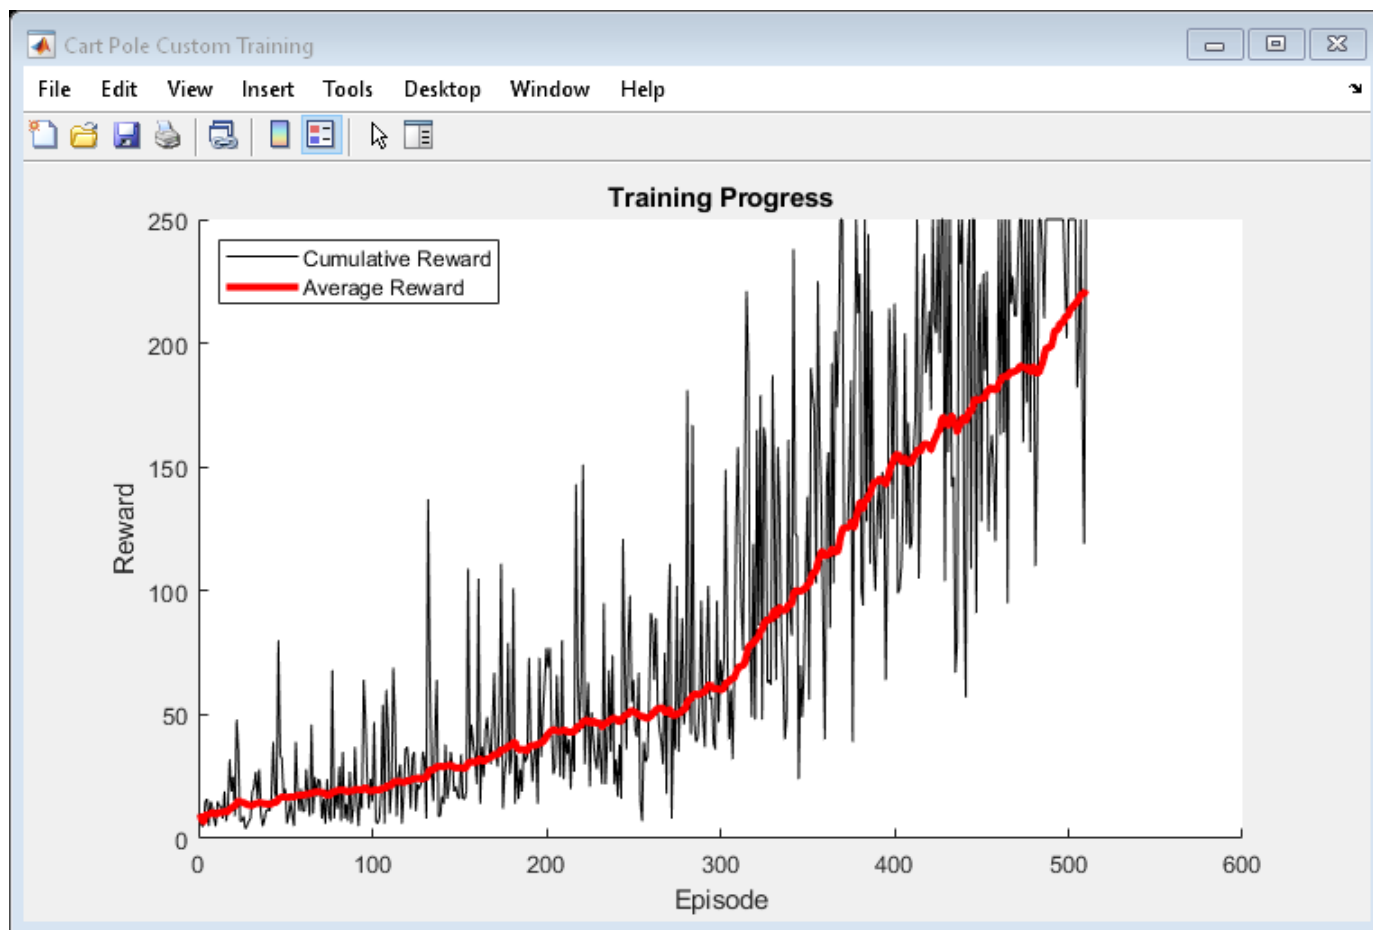 Cart Pole Custom Training
File Edit View Insert Tools Desktop Window Help
Training Progress
250
200
150
100
50
0
Reward
Cumulative Reward
Average Reward
0 100 200 300 400 500 600
Episode